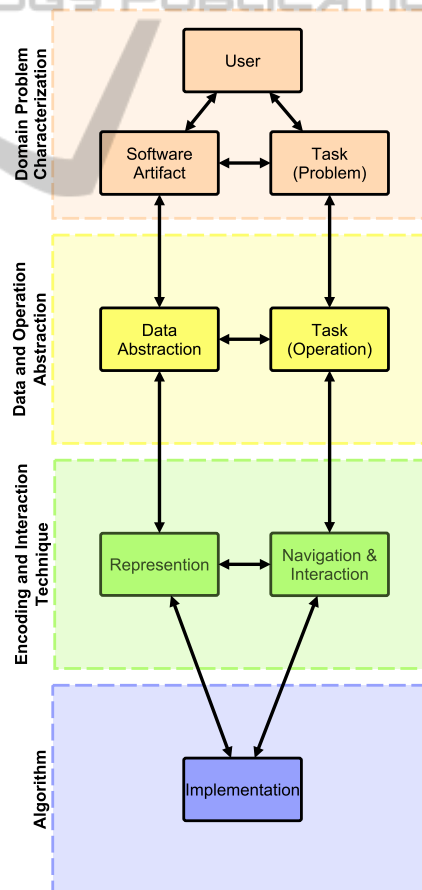 Domain Problem
Characterization
User
Software
Artifact
Task
(Problem)
Data and Operation
Abstraction
Data
Abstraction
Task
(Operation)
Encoding and Interaction
Technique
Represention
Navigation &
Interaction
Algorithm
Implementation